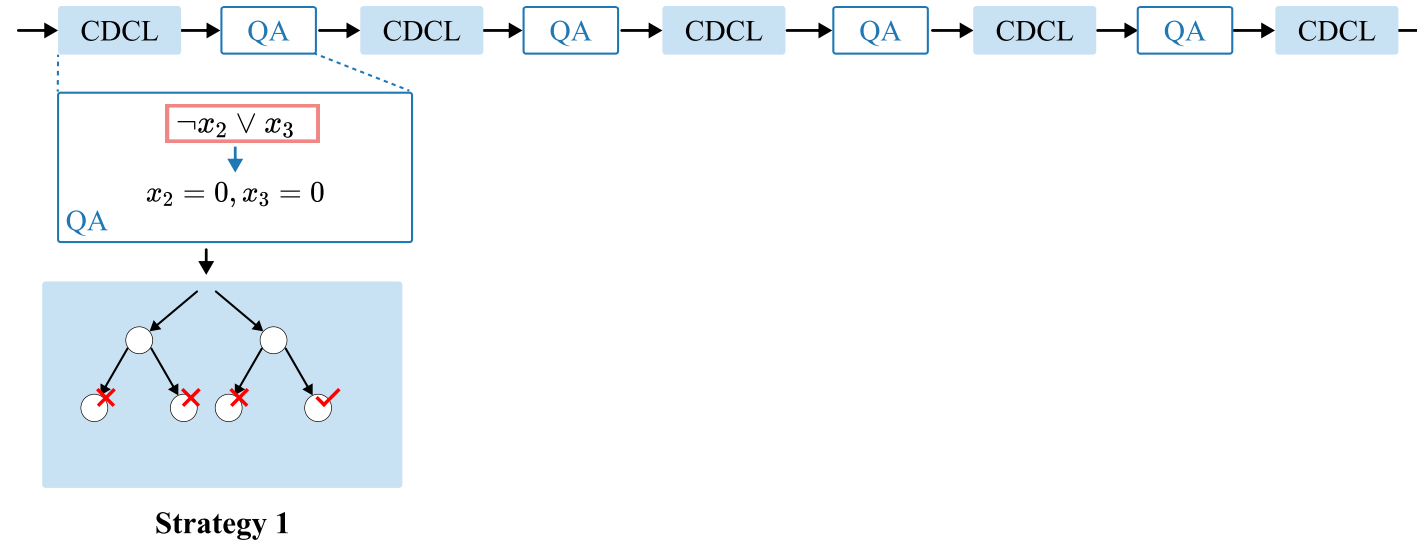 CDCL QA CDCL QA CDCL QA CDCL QA CDCL
¬x₂ ∨ x₃
x₂ = 0, x₃ = 0
QA
Strategy 1